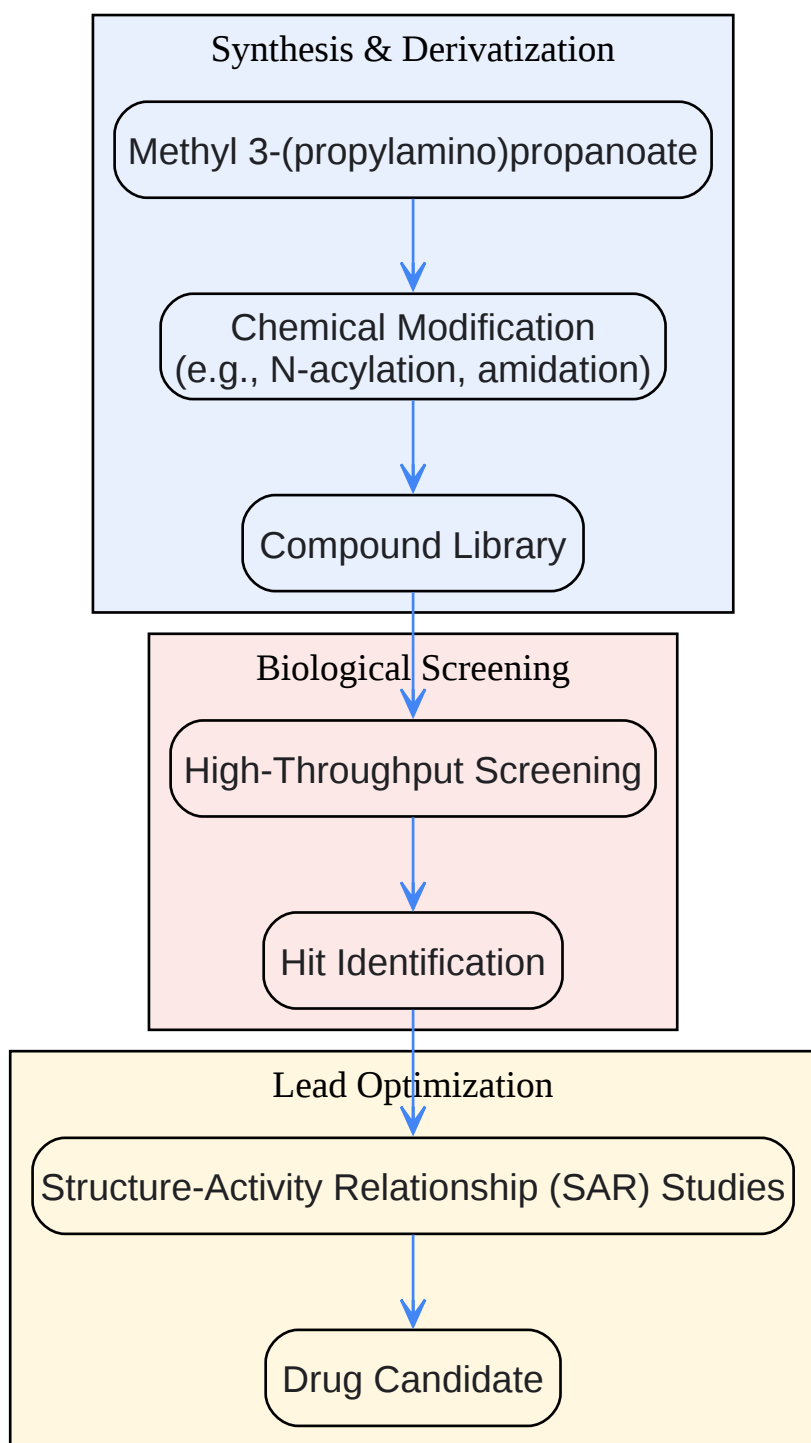 Synthesis & Derivatization
Methyl 3-(propylamino)propanoate
Chemical Modification
(e.g., N-acylation, amidation)
Compound Library
Biological Screening
High-Throughput Screening
Hit Identification
Lead Optimization
Structure-Activity Relationship (SAR) Studies
Drug Candidate